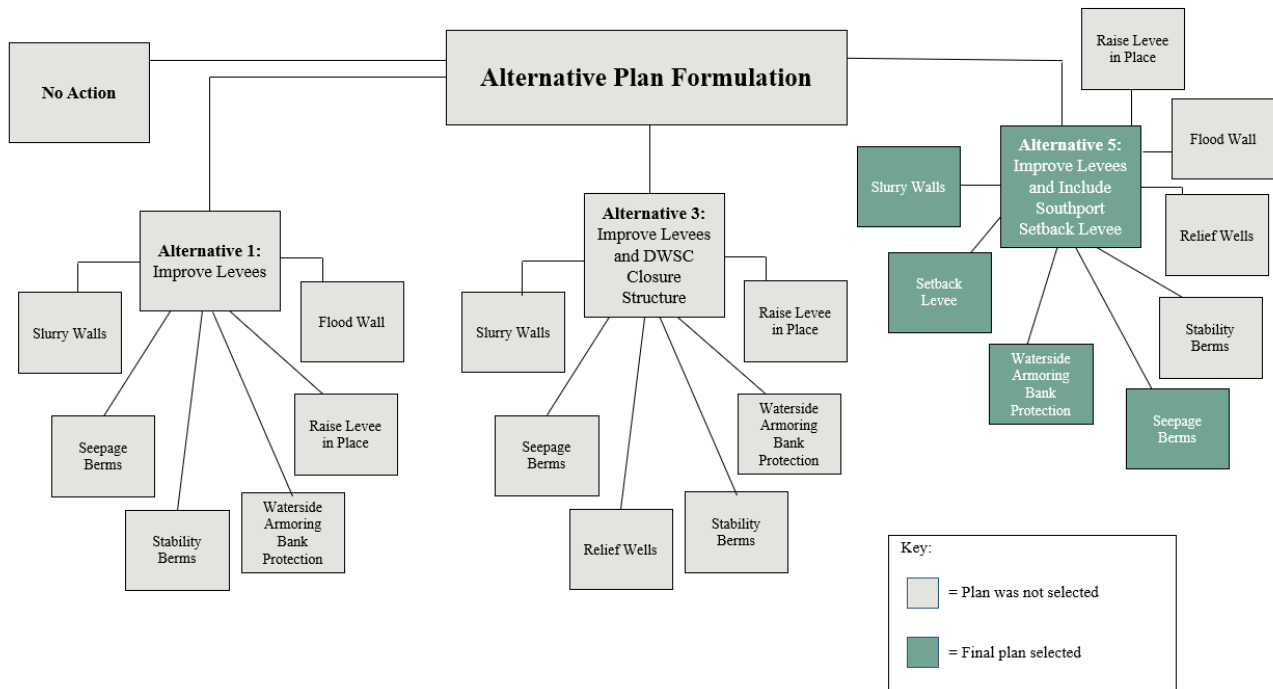 Alternative Plan Formulation
No Action
Alternative 1:
Improve Levees
Slurry Walls
Seepage
Berms
Stability
Berms
Waterside
Armoring
Bank
Protection
Raise Levee
in Place
Flood Wall
Alternative 3:
Improve Levees
and DWSC
Closure
Structure
Slurry Walls
Seepage
Berms
Relief Wells
Stability
Berms
Waterside
Armoring
Bank
Protection
Raise Levee
in Place
Alternative 5:
Improve Levees
and Include
Southport
Setback Levee
Slurry Walls
Setback
Levee
Waterside
Armoring
Bank
Protection
Seepage
Berms
Stability
Berms
Relief Wells
Flood Wall
Raise Levee
in Place
Key:
= Plan was not selected
= Final plan selected